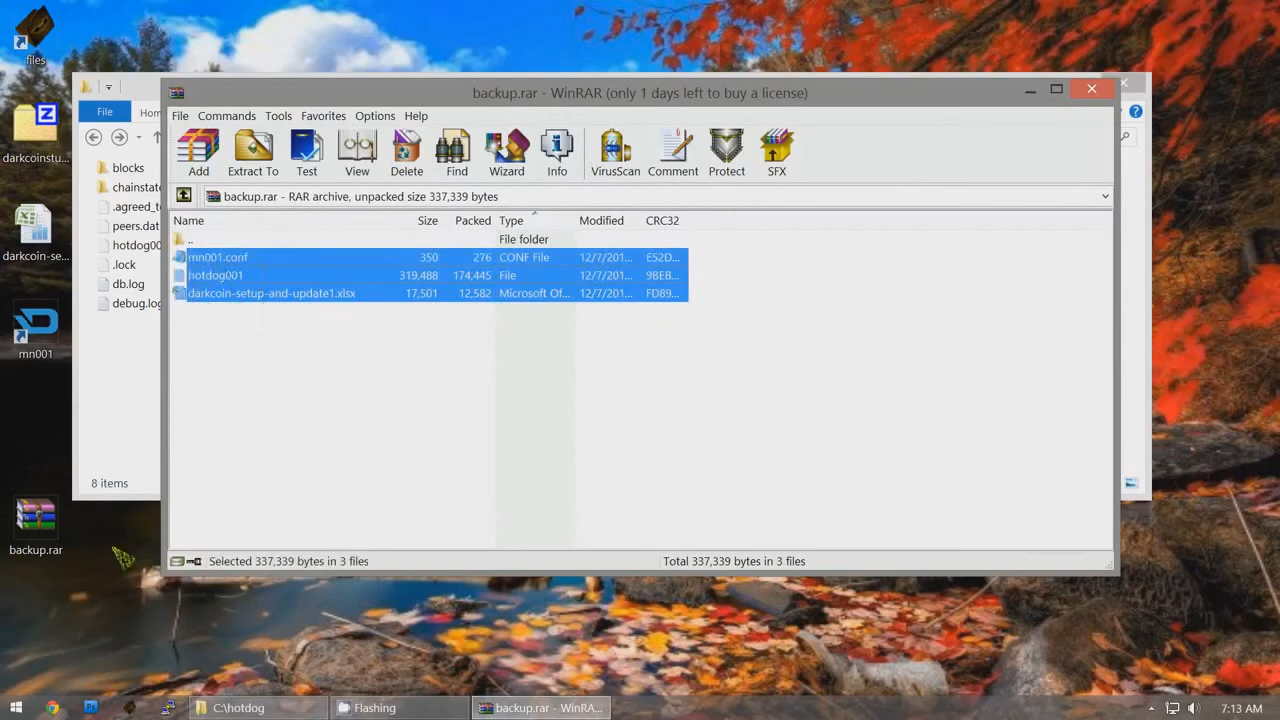 files
darkcoinstu...
darkcoin-se...
mn001
backup.rar
File
Hom
blocks
chainstate
.agreed_to
peers.dat
hotdog00
.lock
db.log
debug.log
8 items
backup.rar - WinRAR (only 1 days left to buy a license)
File Commands Tools Favorites Options Help
Add Extract To Test View Delete Find Wizard Info VirusScan Comment Protect SFX
backup.rar - RAR archive, unpacked size 337,339 bytes
Name Size Packed Type Modified CRC32
.. File folder
mn001.conf 350 276 CONF File 12/7/201... E52D...
hotdog001 319,488 174,445 File 12/7/201... 9BEB...
darkcoin-setup-and-update1.xlsx 17,501 12,582 Microsoft Of... 12/7/201... FD89...
Selected 337,339 bytes in 3 files
Total 337,339 bytes in 3 files
C:\hotdog
Flashing
backup.rar - WinRA...
7:13 AM